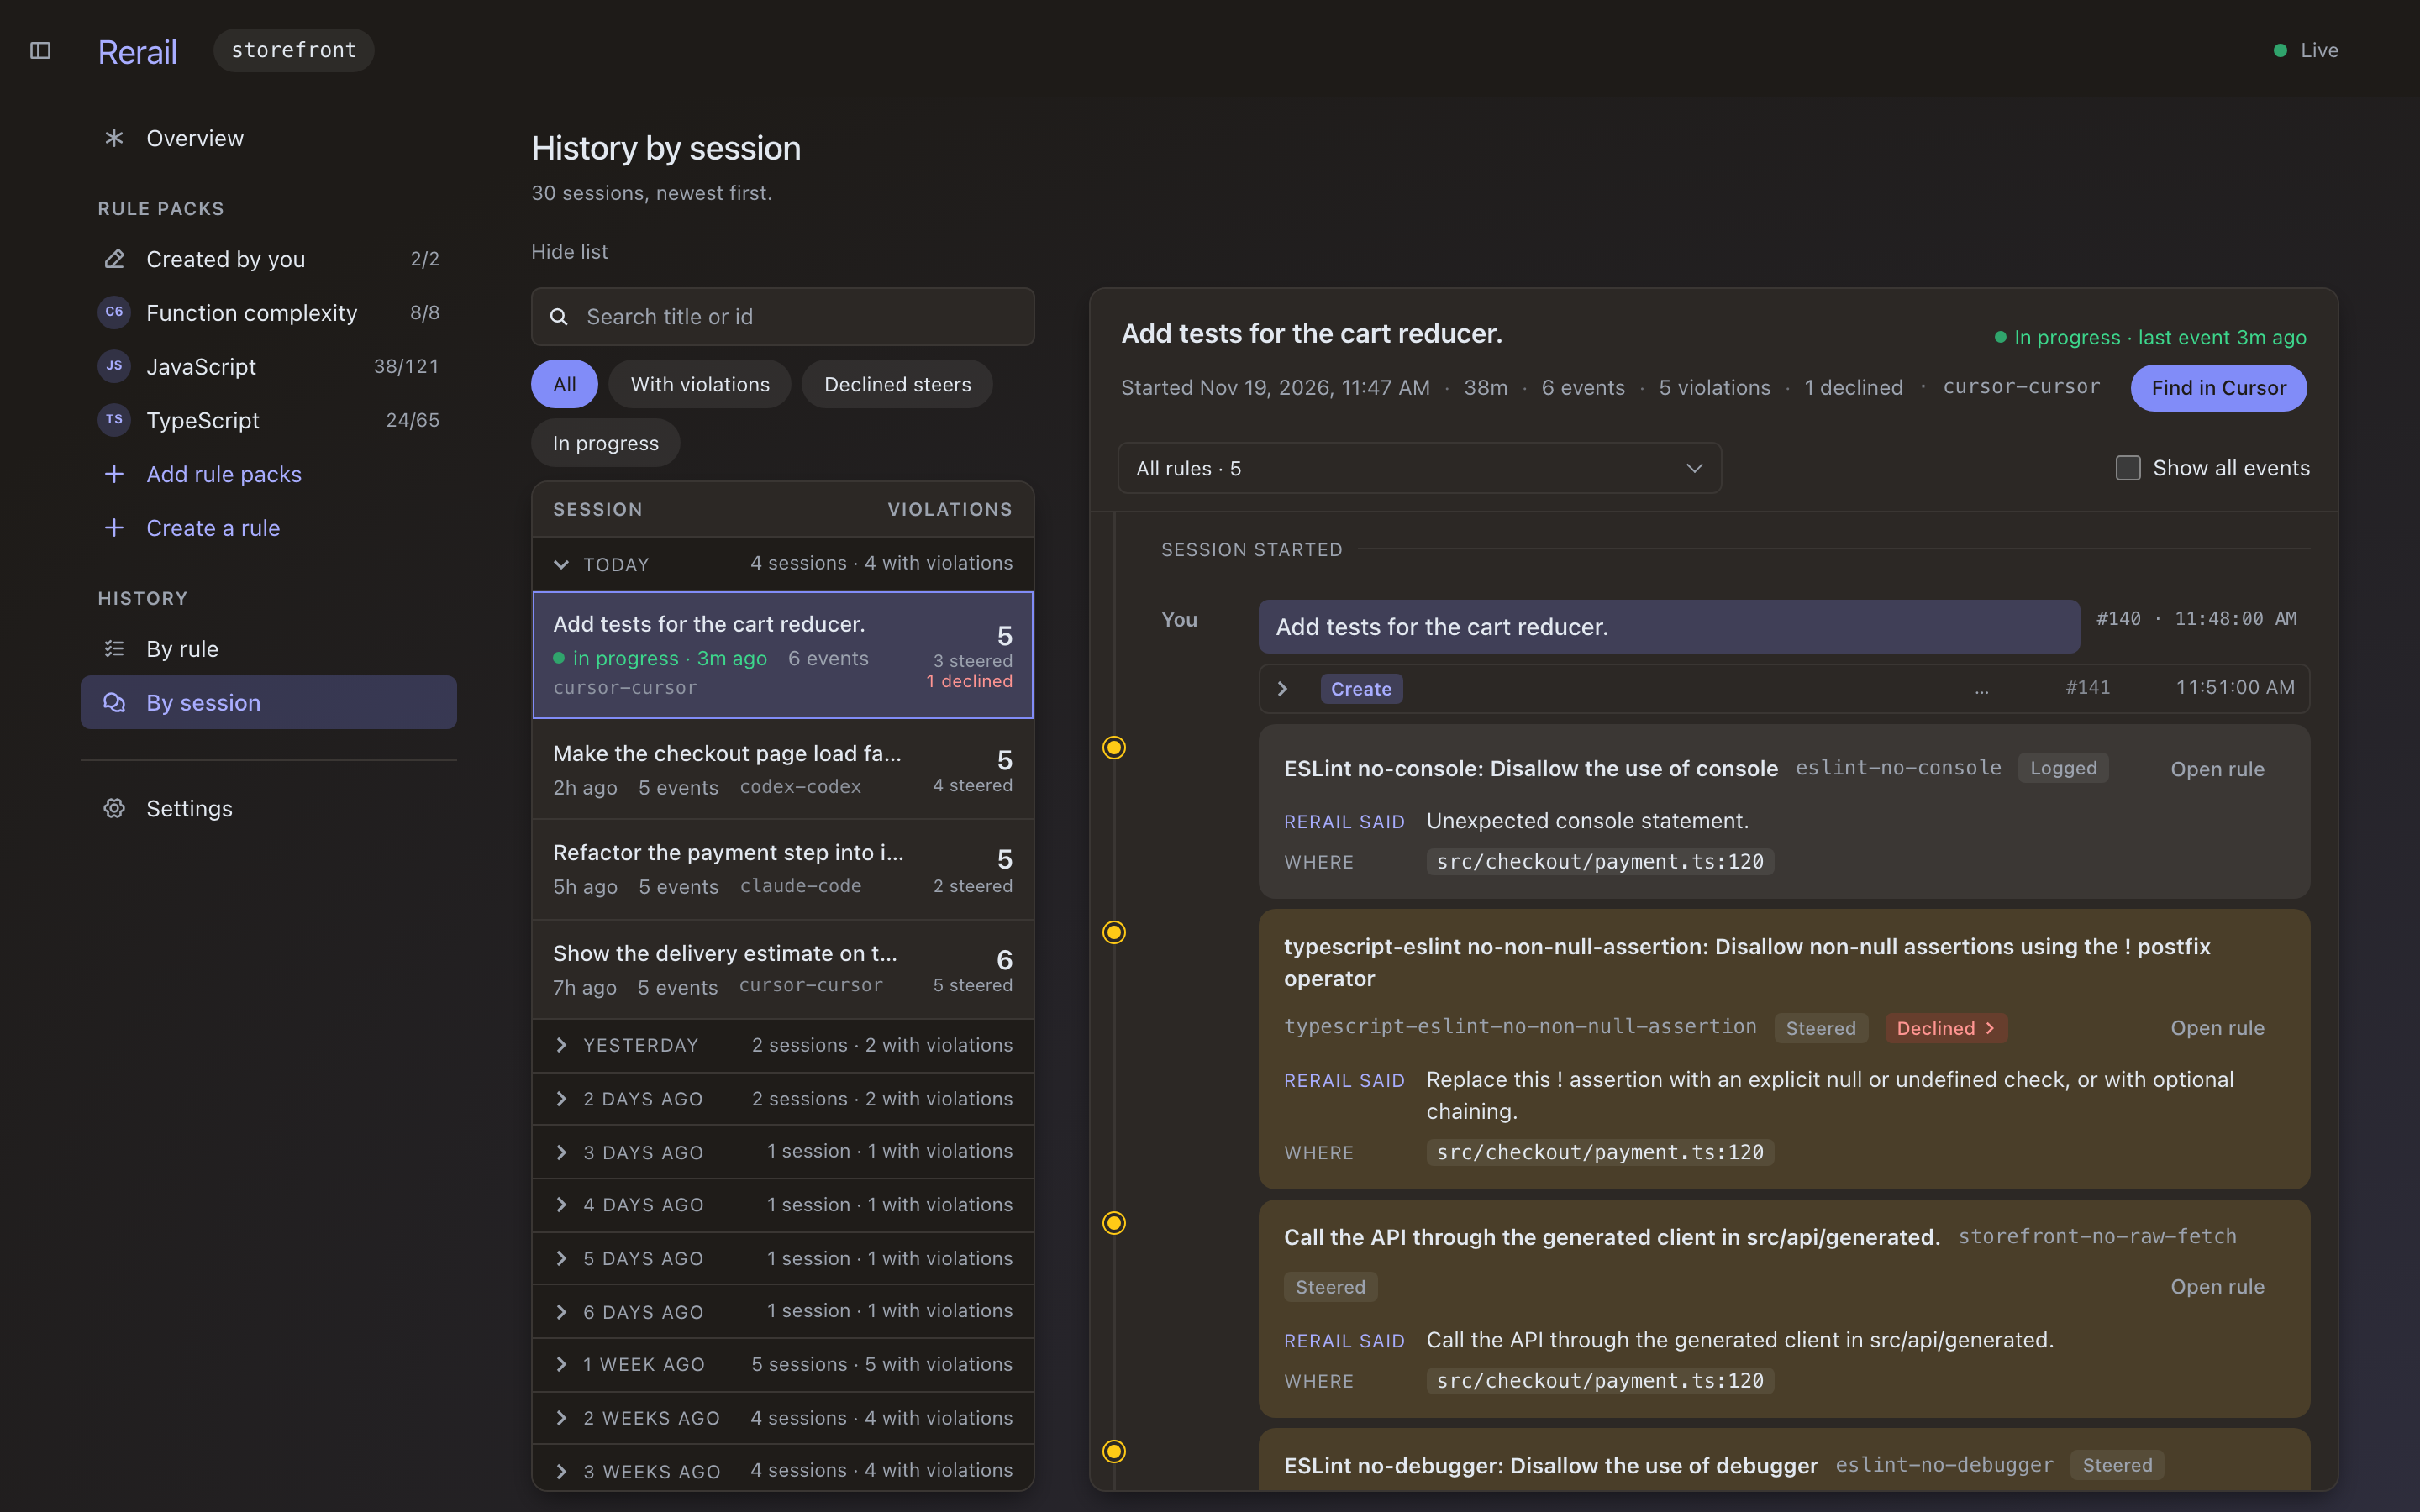 Rerail
storefront
Live
Overview
RULE PACKS
Created by you 2/2
C6 Function complexity 8/8
JS JavaScript 38/121
TS TypeScript 24/65
Add rule packs
Create a rule
HISTORY
By rule
By session
Settings
History by session
30 sessions, newest first.
Hide list
Search title or id
All
With violations
Declined steers
In progress
SESSION VIOLATIONS
TODAY 4 sessions · 4 with violations
Add tests for the cart reducer. 5
in progress · 3m ago 6 events 3 steered
cursor-cursor 1 declined
Make the checkout page load fa... 5
2h ago 5 events codex-codex 4 steered
Refactor the payment step into i... 5
5h ago 5 events claude-code 2 steered
Show the delivery estimate on t... 6
7h ago 5 events cursor-cursor 5 steered
YESTERDAY 2 sessions · 2 with violations
2 DAYS AGO 2 sessions · 2 with violations
3 DAYS AGO 1 session · 1 with violations
4 DAYS AGO 1 session · 1 with violations
5 DAYS AGO 1 session · 1 with violations
6 DAYS AGO 1 session · 1 with violations
1 WEEK AGO 5 sessions · 5 with violations
2 WEEKS AGO 4 sessions · 4 with violations
3 WEEKS AGO 4 sessions · 4 with violations
Add tests for the cart reducer.
In progress · last event 3m ago
Started Nov 19, 2026, 11:47 AM · 38m · 6 events · 5 violations · 1 declined · cursor-cursor
Find in Cursor
All rules · 5
Show all events
SESSION STARTED
You Add tests for the cart reducer. #140 · 11:48:00 AM
Create ... #141 11:51:00 AM
ESLint no-console: Disallow the use of console eslint-no-console Logged Open rule
RERAIL SAID Unexpected console statement.
WHERE src/checkout/payment.ts:120
typescript-eslint no-non-null-assertion: Disallow non-null assertions using the ! postfix
operator
typescript-eslint-no-non-null-assertion Steered Declined Open rule
RERAIL SAID Replace this ! assertion with an explicit null or undefined check, or with optional
chaining.
WHERE src/checkout/payment.ts:120
Call the API through the generated client in src/api/generated. storefront-no-raw-fetch
Steered Open rule
RERAIL SAID Call the API through the generated client in src/api/generated.
WHERE src/checkout/payment.ts:120
ESLint no-debugger: Disallow the use of debugger eslint-no-debugger Steered